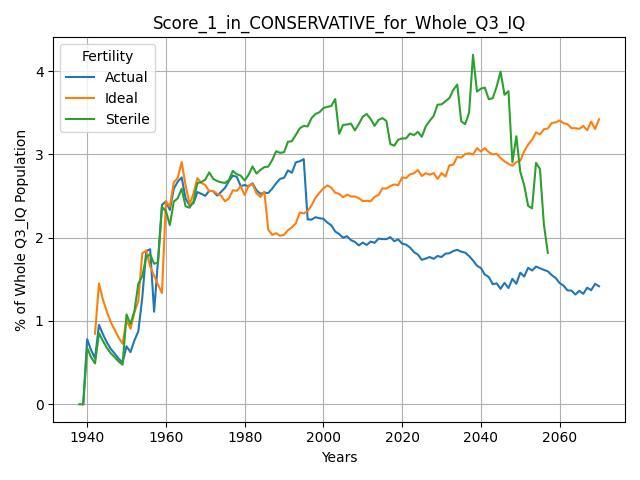 Score_1_in_CONSERVATIVE_for_Whole_Q3_IQ
Fertility
Actual
Ideal
Sterile
% of Whole Q3_IQ Population
4
3
2
1
0
1940 1960 1980 2000 2020 2040 2060
Years